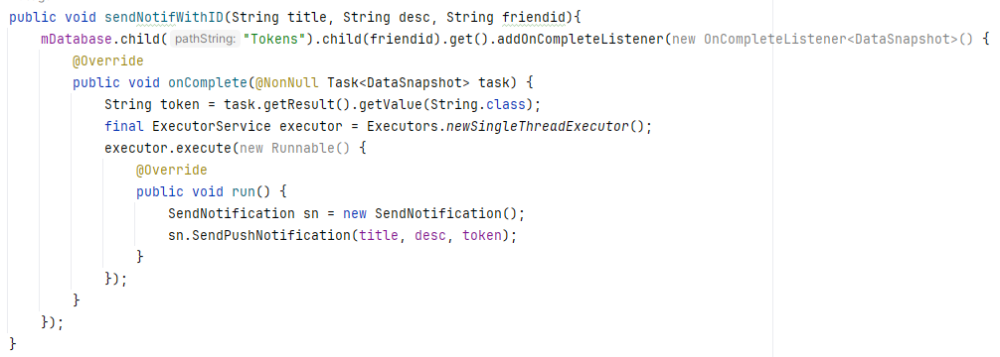 public void sendNotifWithID(String title, String desc, String friendid){
    mDatabase.child( pathString: "Tokens").child(friendid).get().addOnCompleteListener(new OnCompleteListener<DataSnapshot>() {
        @Override
        public void onComplete(@NonNull Task<DataSnapshot> task) {
            String token = task.getResult().getValue(String.class);
            final ExecutorService executor = Executors.newSingleThreadExecutor();
            executor.execute(new Runnable() {
                @Override
                public void run() {
                    SendNotification sn = new SendNotification();
                    sn.SendPushNotification(title, desc, token);
                }
            });
        }
    });
}